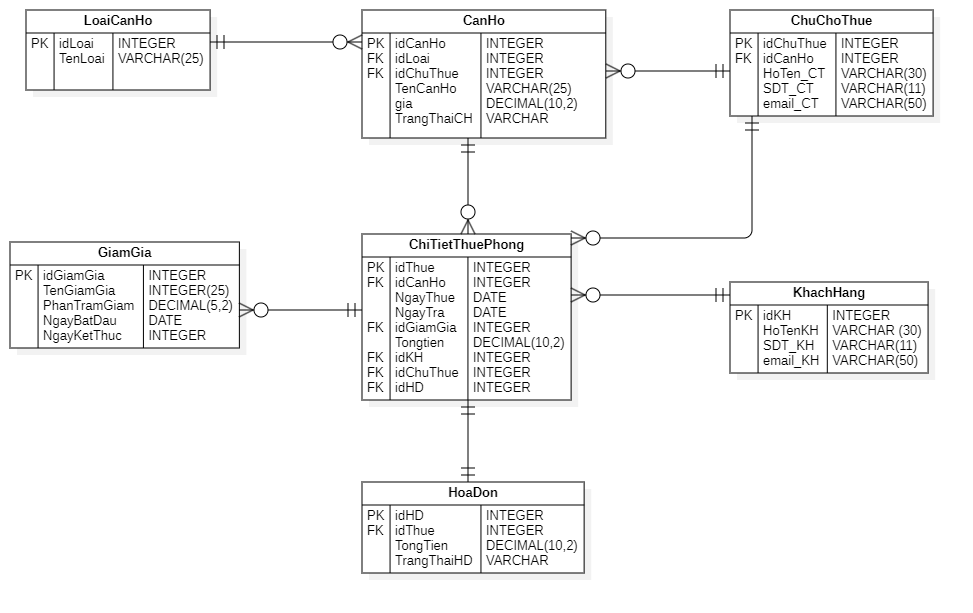 LoaiCanHo
PK idLoai INTEGER
TenLoai VARCHAR(25)
CanHo
PK idCanHo INTEGER
FK idLoai INTEGER
FK idChuThue INTEGER
TenCanHo VARCHAR(25)
gia DECIMAL(10,2)
TrangThaiCH VARCHAR
ChuChoThue
PK idChuThue INTEGER
FK idCanHo INTEGER
HoTen_CT VARCHAR(30)
SDT_CT VARCHAR(11)
email_CT VARCHAR(50)
GiamGia
PK idGiamGia INTEGER
TenGiamGia INTEGER(25)
PhanTramGiam DECIMAL(5,2)
NgayBatDau DATE
NgayKetThuc INTEGER
ChiTietThuePhong
PK idThue INTEGER
FK idCanHo INTEGER
NgayThue DATE
NgayTra DATE
FK idGiamGia INTEGER
Tongtien DECIMAL(10,2)
FK idKH INTEGER
FK idChuThue INTEGER
FK idHD INTEGER
KhachHang
PK idKH INTEGER
HoTenKH VARCHAR (30)
SDT_KH VARCHAR(11)
email_KH VARCHAR(50)
HoaDon
PK idHD INTEGER
FK idThue INTEGER
TongTien DECIMAL(10,2)
TrangThaiHD VARCHAR